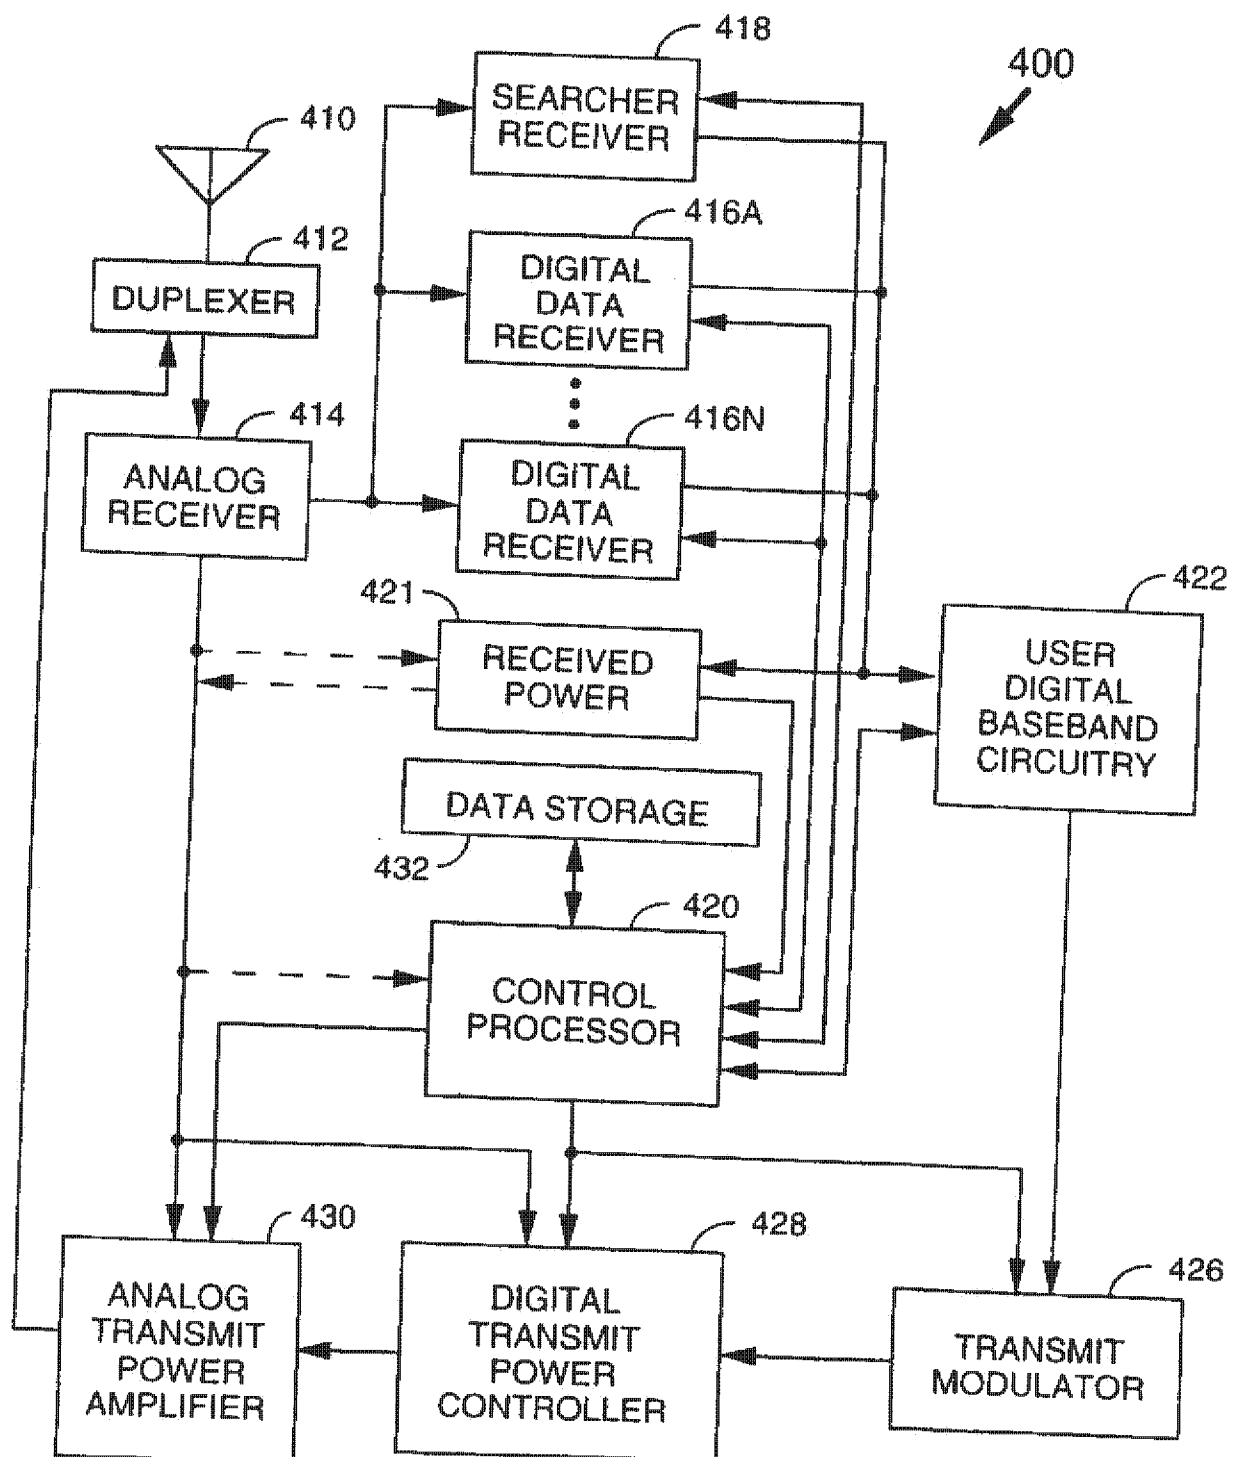 418
400
SEARCHER
RECEIVER
410
416A
412
DUPLEXER
DIGITAL
DATA
RECEIVER
414
416N
ANALOG
RECEIVER
DIGITAL
DATA
RECEIVER
421
422
RECEIVED
POWER
USER
DIGITAL
BASEBAND
CIRCUITRY
DATA STORAGE
432
420
CONTROL
PROCESSOR
430
428
426
ANALOG
TRANSMIT
POWER
AMPLIFIER
DIGITAL
TRANSMIT
POWER
CONTROLLER
TRANSMIT
MODULATOR